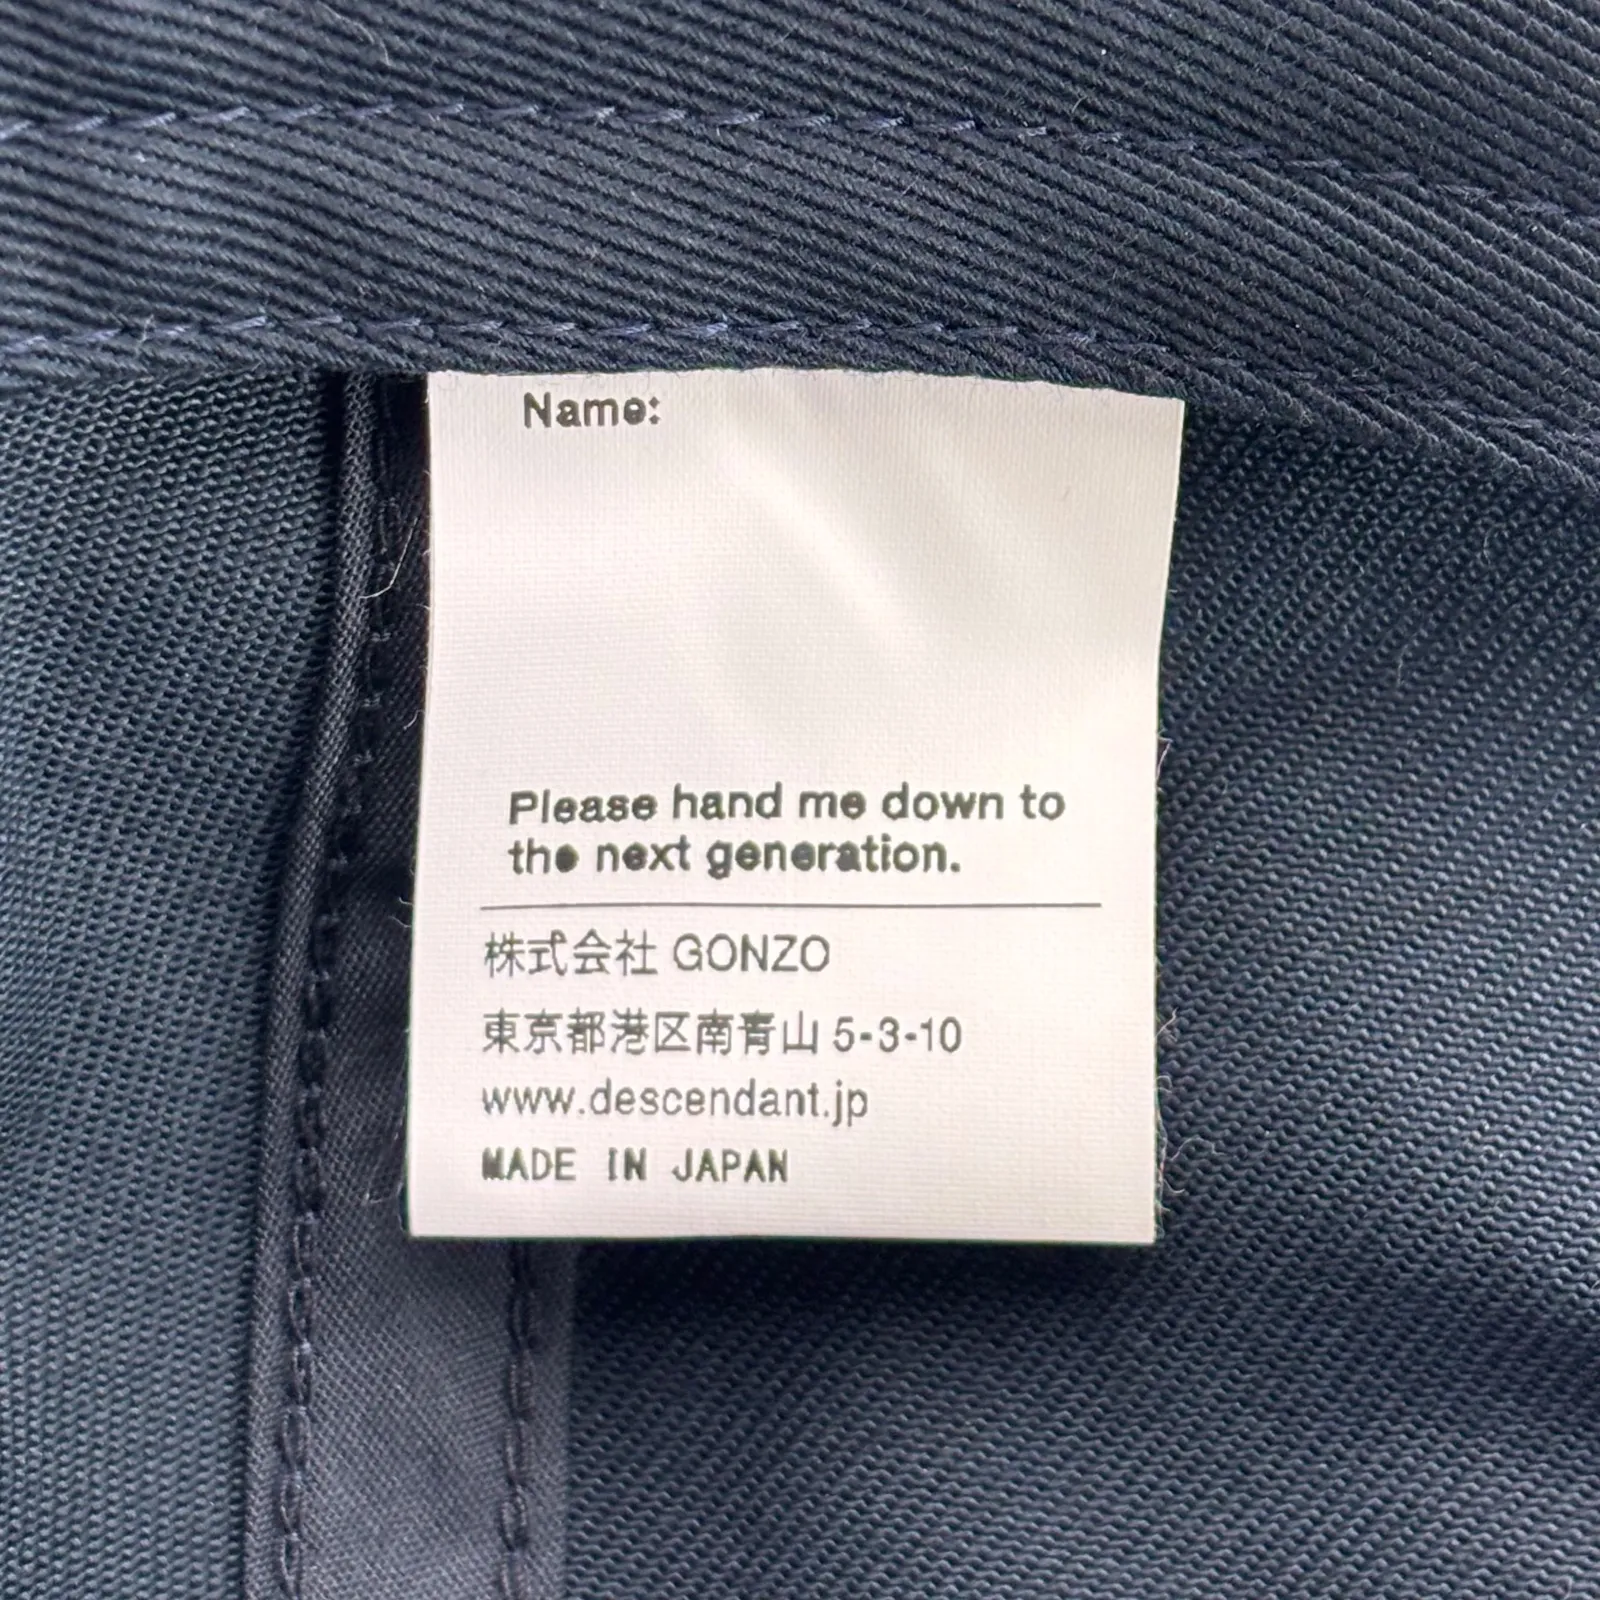 Name:
Please hand me down to
the next generation.
株式会社 GONZO
東京都港区南青山 5-3-10
www.descendant.jp
MADE IN JAPAN